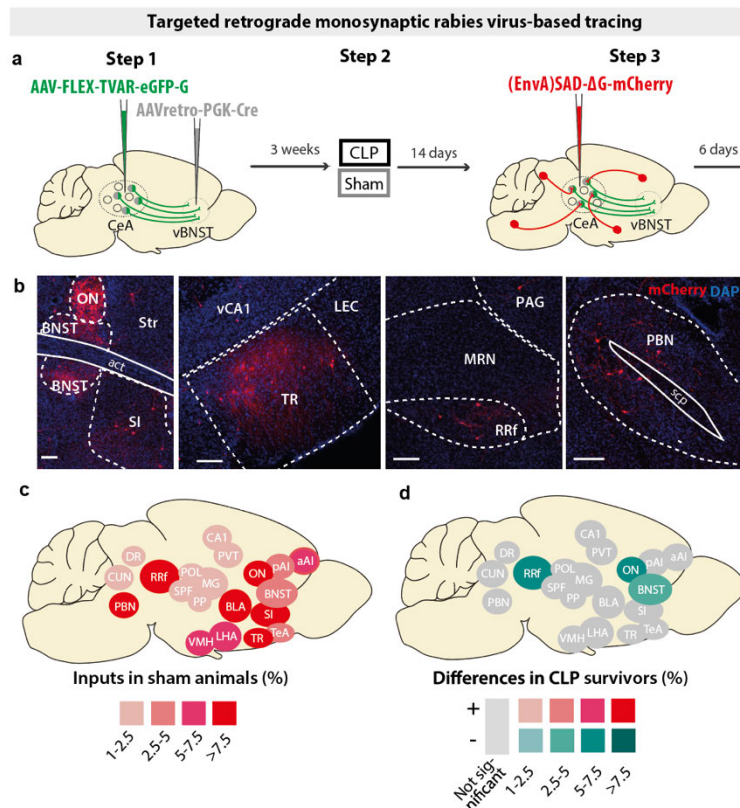 Targeted retrograde monosynaptic rabies virus-based tracing
a
Step 1
Step 2
Step 3
AAV-FLEX-TVAR-eGFP-G
AAVretro-PGK-Cre
(EnvA)SAD-ΔG-mCherry
3 weeks
CLP
Sham
14 days
6 days
CeA
vBNST
CeA
vBNST
b
ON
Str
BNST
act
BNST
SI
vCA1
LEC
TR
PAG
MRN
RRf
mCherry DAP
PBN
scp
c
DR
CUN
PBN
RRf
POL
SPF
MG
PP
CA1
PVT
ON
pAI
aAI
BNST
BLA
SI
VMH
LHA
TR
TeA
Inputs in sham animals (%)
1-2.5
2.5-5
5-7.5
>7.5
d
DR
CUN
PBN
RRf
POL
SPF
MG
PP
CA1
PVT
ON
pAI
aAI
BNST
BLA
SI
VMH
LHA
TR
TeA
Differences in CLP survivors (%)
+
-
Not sig-
nificant
1-2.5
2.5-5
5-7.5
>7.5